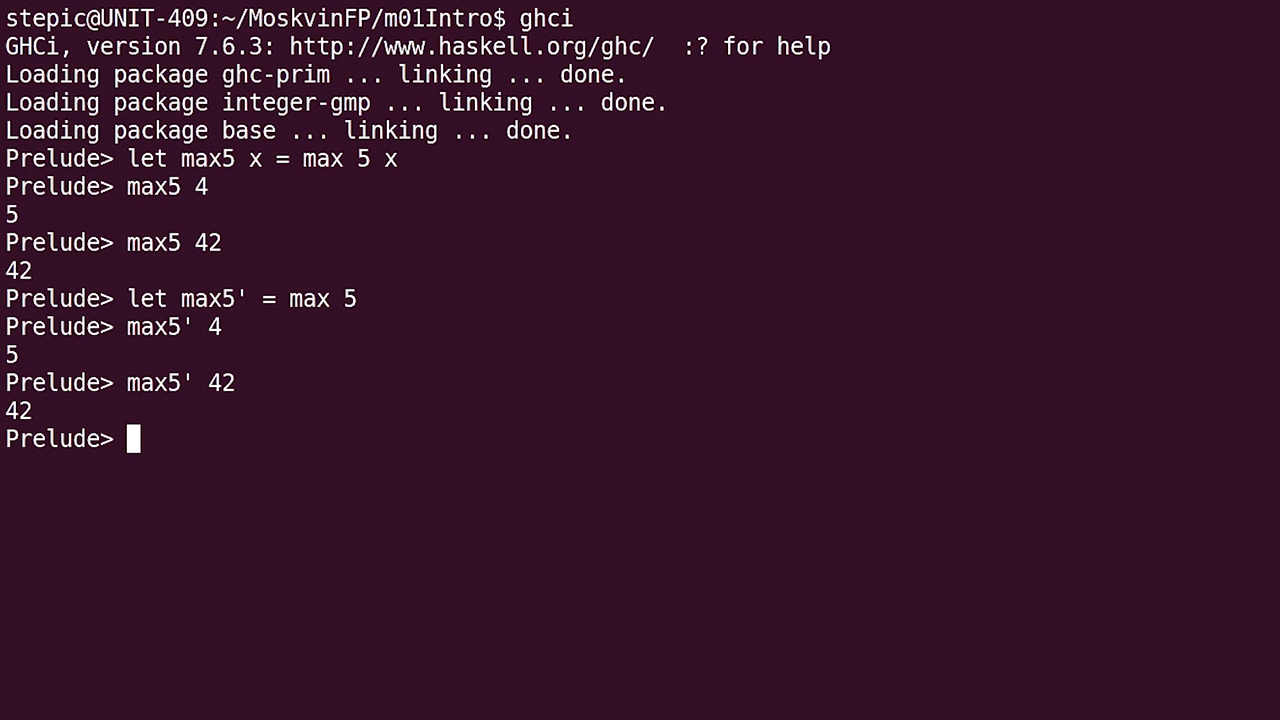 stepic@UNIT-409:~/MoskvinFP/m01Intro$ ghci
GHCi, version 7.6.3: http://www.haskell.org/ghc/  :? for help
Loading package ghc-prim ... linking ... done.
Loading package integer-gmp ... linking ... done.
Loading package base ... linking ... done.
Prelude> let max5 x = max 5 x
Prelude> max5 4
5
Prelude> max5 42
42
Prelude> let max5' = max 5
Prelude> max5' 4
5
Prelude> max5' 42
42
Prelude>